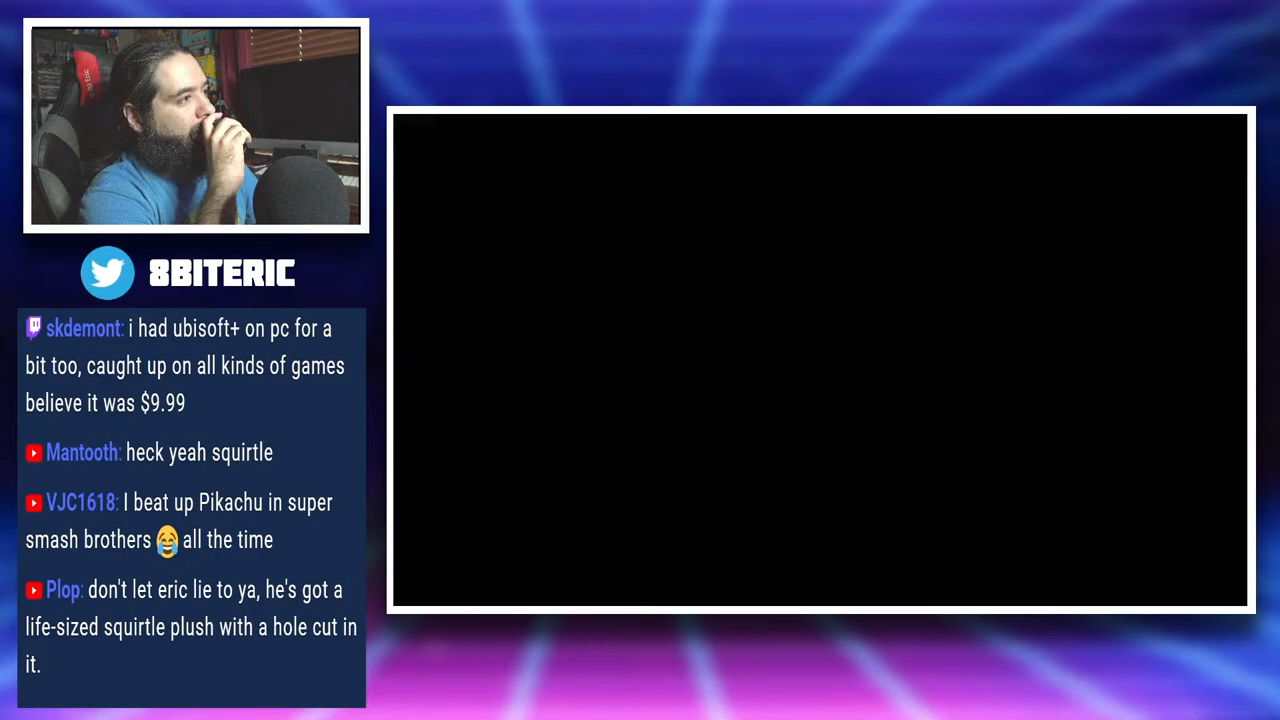 8BITERIC
skdemont: i had ubisoft+ on pc for a
bit too, caught up on all kinds of games
believe it was $9.99
Mantooth: heck yeah squirtle
VJC1618: I beat up Pikachu in super
smash brothers 😂 all the time
Plop: don't let eric lie to ya, he's got a
life-sized squirtle plush with a hole cut in
it.